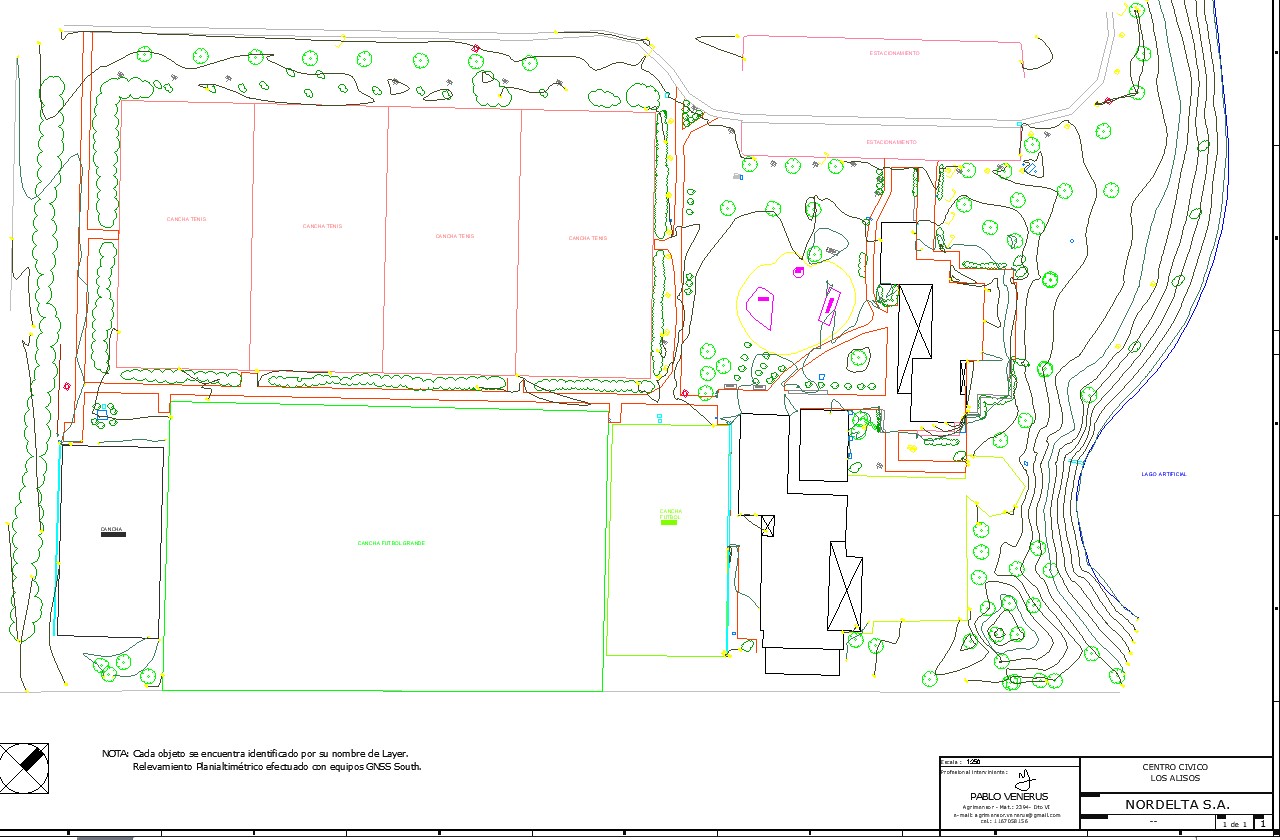 ESTACIONAMIENTO
ESTACIONAMIENTO
CANCHA TENIS
CANCHA TENIS
CANCHA TENIS
CANCHA TENIS
LAGO ARTIFICIAL
CANCHA
CANCHA
FUTBOL
CANCHA FUTBOL GRANDE
NOTA: Cada objeto se encuentra identificado por su nombre de Layer.
Relevamiento Planialtimétrico efectuado con equipos GNSS South.
Escala: 1:250
Profesional Interviniente:
PABLO VENERUS
Agrimensor - Mat.: 2394- Dto VI
e-mail: agrimensor.venerus@gmail.com
cel.: 1167058156
CENTRO CIVICO
LOS ALISOS
NORDELTA S.A.
--
1 de 1
1